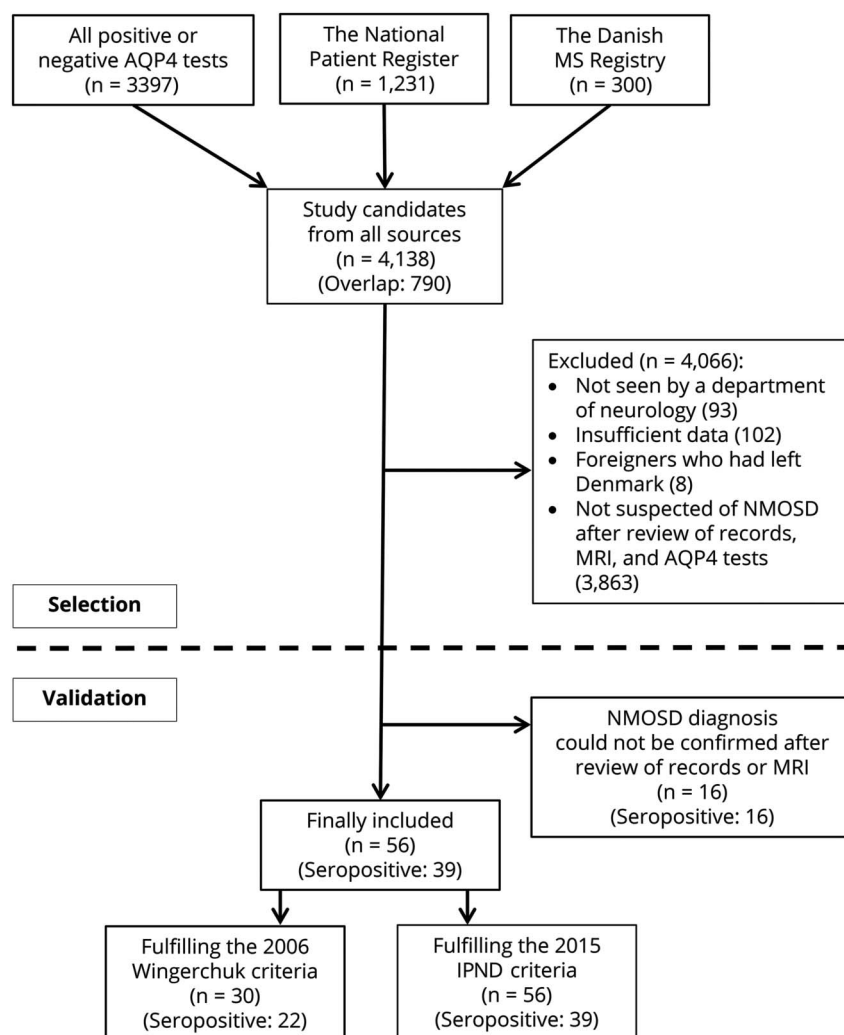 All positive or
negative AQP4 tests
(n = 3397)
The National
Patient Register
(n = 1,231)
The Danish
MS Registry
(n = 300)
Study candidates
from all sources
(n = 4,138)
(Overlap: 790)
Excluded (n = 4,066):
• Not seen by a department
of neurology (93)
• Insufficient data (102)
• Foreigners who had left
Denmark (8)
• Not suspected of NMOSD
after review of records,
MRI, and AQP4 tests
(3,863)
Selection
Validation
NMOSD diagnosis
could not be confirmed after
review of records or MRI
(n = 16)
(Seropositive: 16)
Finally included
(n = 56)
(Seropositive: 39)
Fulfilling the 2006
Wingerchuk criteria
(n = 30)
(Seropositive: 22)
Fulfilling the 2015
IPND criteria
(n = 56)
(Seropositive: 39)